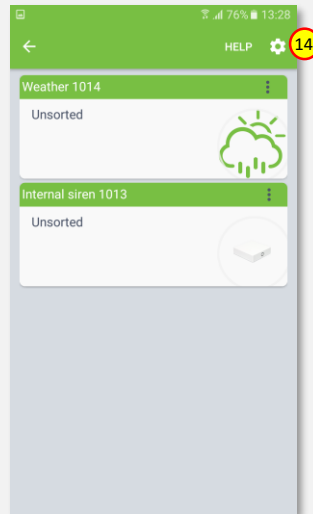 76% 13:28
HELP
14
Weather 1014
Unsorted
Internal siren 1013
Unsorted